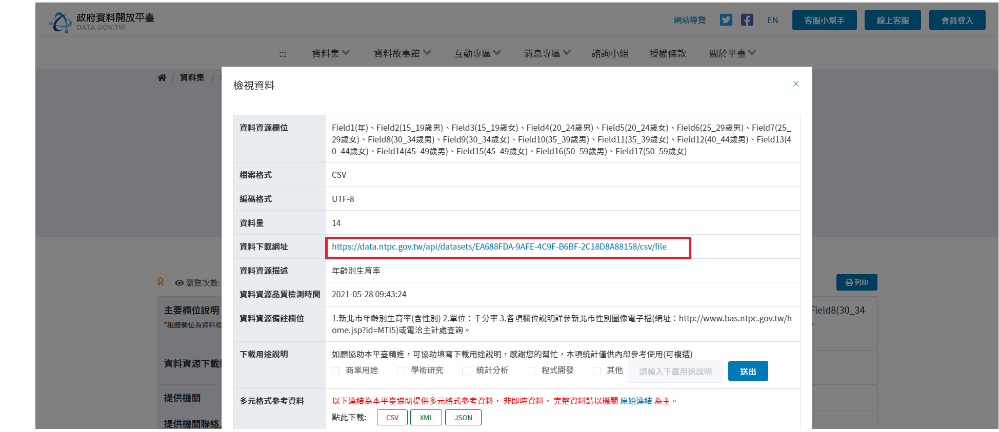 政府資料開放平臺
DATA.GOV.TW
網站導覽
EN
客服小幫手
線上客服
會員登入
:::
資料集
資料故事館
互動專區
消息專區
諮詢小組
授權條款
關於平臺
/ 資料集 /
檢視資料
×
資料資源欄位
Field1(年)、Field2(15_19歲男)、Field3(15_19歲女)、Field4(20_24歲男)、Field5(20_24歲女)、Field6(25_29歲男)、Field7(25_
29歲女)、Field8(30_34歲男)、Field9(30_34歲女)、Field10(35_39歲男)、Field11(35_39歲女)、Field12(40_44歲男)、Field13(4
0_44歲女)、Field14(45_49歲男)、Field15(45_49歲女)、Field16(50_59歲男)、Field17(50_59歲女)
檔案格式
CSV
編碼格式
UTF-8
資料量
14
資料下載網址
https://data.ntpc.gov.tw/api/datasets/EA688FDA-9AFE-4C9F-B6BF-2C18D8A88158/csv/file
資料資源描述
年齡別生育率
資料資源品質檢測時間
2021-05-28 09:43:24
資料資源備註欄位
1.新北市年齡別生育率(含性別) 2.單位：千分率 3.各項欄位說明詳參新北市性別圖像電子檔(網址：http://www.bas.ntpc.gov.tw/h
ome.jsp?id=MTI5)或電洽主計處查詢。
下載用途說明
如願協助本平臺精進，可協助填寫下載用途說明，感謝您的幫忙，本項統計僅供內部參考使用(可複選)
商業用途
學術研究
統計分析
程式開發
其他
請輸入下載用途說明
送出
多元格式參考資料
以下連結為本平臺協助提供多元格式參考資料， 非即時資料， 完整資料請以機關 原始連結 為主。
點此下載:
CSV
XML
JSON
瀏覽次數:
列印
主要欄位說明
*粗體欄位為資料標
Field8(30_34
、
資料資源下載
提供機關
提供機關聯絡